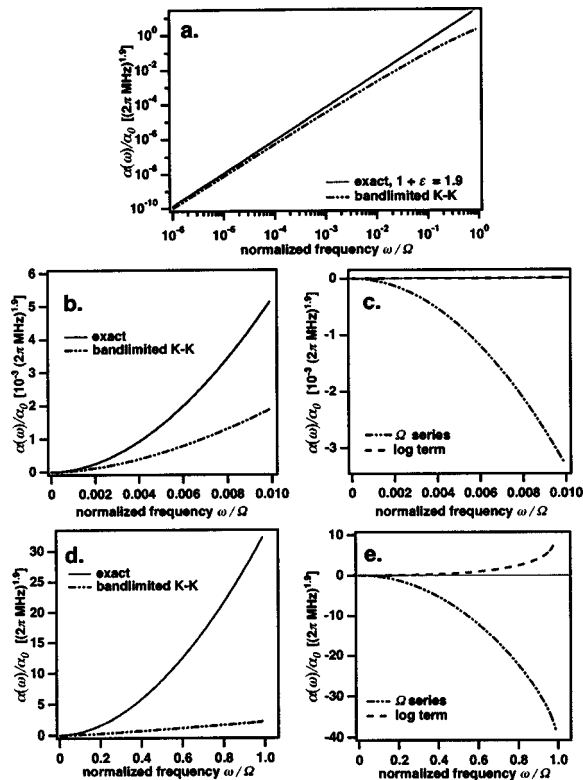 a.
α(ω)/α0 [(2π MHz)^1.9]
10^0
10^-2
10^-4
10^-6
10^-8
10^-10
exact, 1 + ε = 1.9
bandlimited K-K
10^-6 10^-5 10^-4 10^-3 10^-2 10^-1 10^0
normalized frequency ω / Ω
b.
α(ω)/α0 [10^-3 (2π MHz)^1.9]
6
5
4
3
2
1
0
exact
bandlimited K-K
0 0.002 0.004 0.006 0.008 0.010
normalized frequency ω / Ω
c.
α(ω)/α0 [10^-3 (2π MHz)^1.9]
0
-1
-2
-3
Ω series
log term
0 0.002 0.004 0.006 0.008 0.010
normalized frequency ω / Ω
d.
α(ω)/α0 [(2π MHz)^1.9]
30
25
20
15
10
5
0
exact
bandlimited K-K
0 0.2 0.4 0.6 0.8 1.0
normalized frequency ω / Ω
e.
α(ω)/α0 [(2π MHz)^1.9]
10
0
-10
-20
-30
-40
Ω series
log term
0 0.2 0.4 0.6 0.8 1.0
normalized frequency ω / Ω